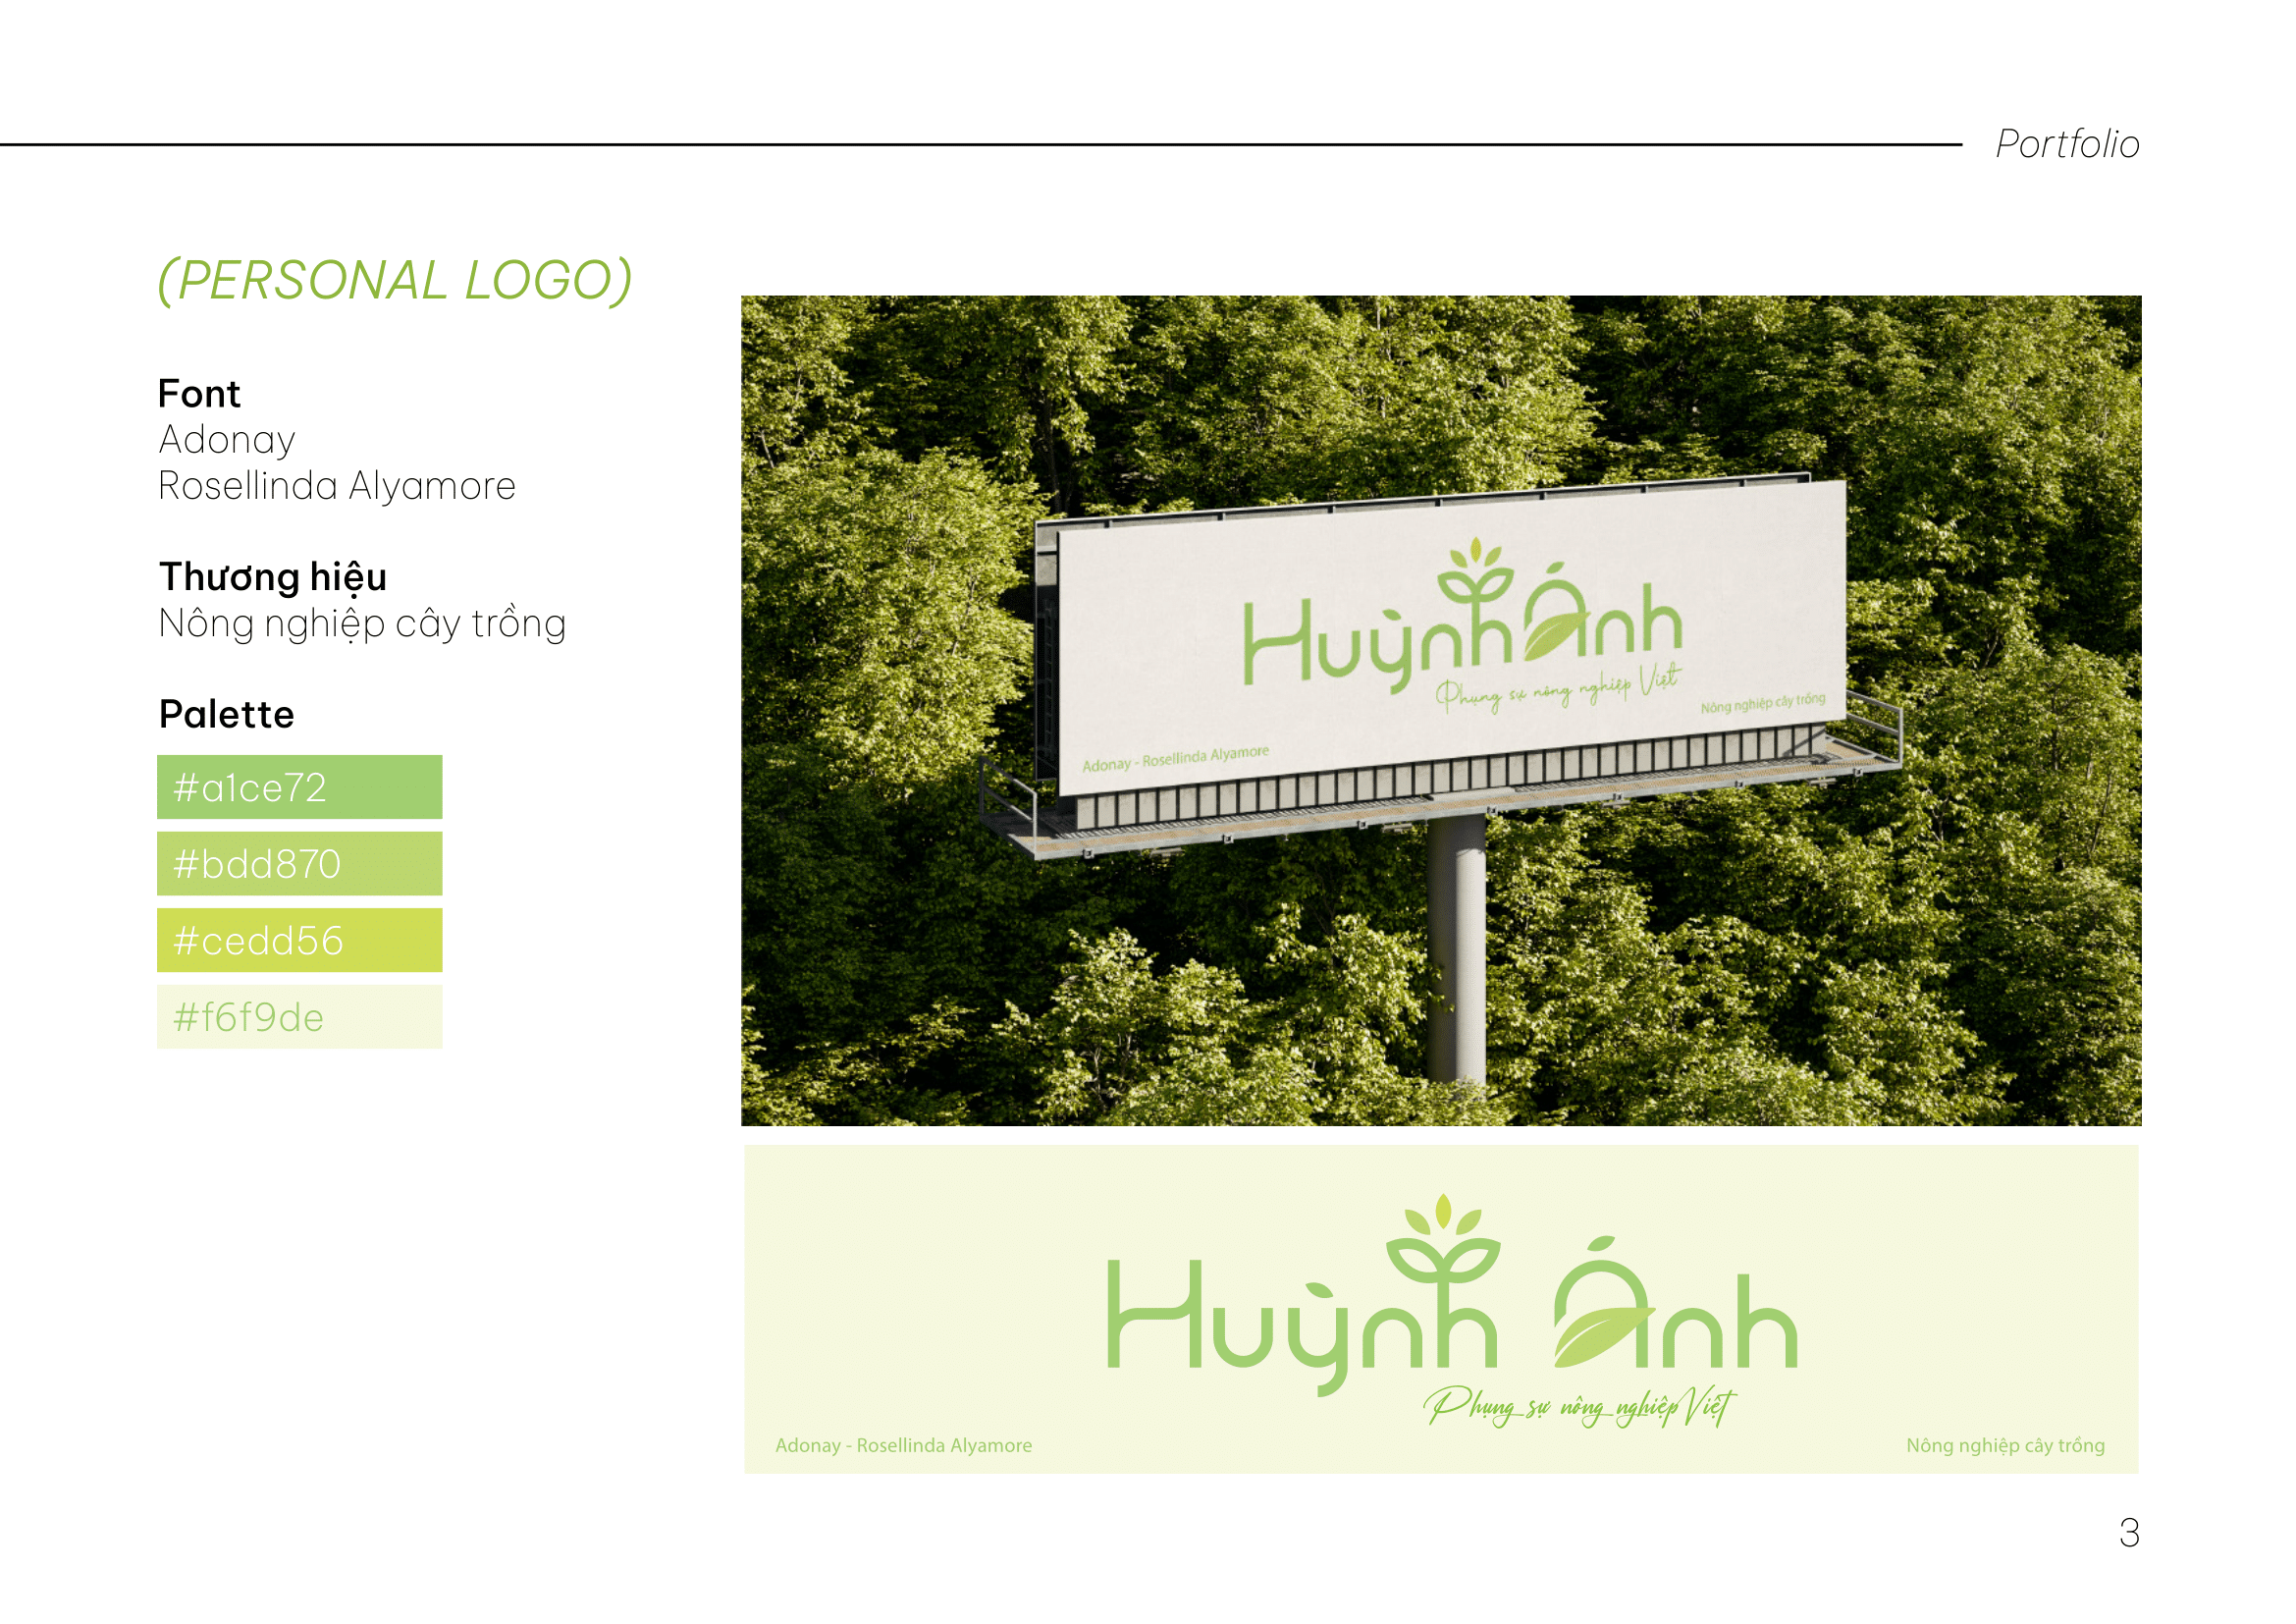 Portfolio
(PERSONAL LOGO)
Font
Adonay
Rosellinda Alyamore
Thương hiệu
Nông nghiệp cây trồng
Palette
#a1ce72
#bdd870
#cedd56
#f6f9de
Huỳnh Ánh
Phụng sự nông nghiệp Việt
Nông nghiệp cây trồng
Adonay - Rosellinda Alyamore
Huỳnh Ánh
Phụng sự nông nghiệp Việt
Adonay - Rosellinda Alyamore
Nông nghiệp cây trồng
3